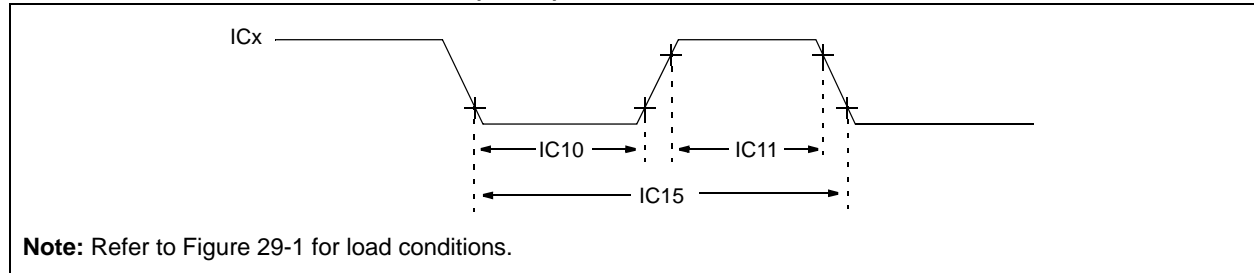 ICx
IC10
IC11
IC15
Note: Refer to Figure 29-1 for load conditions.